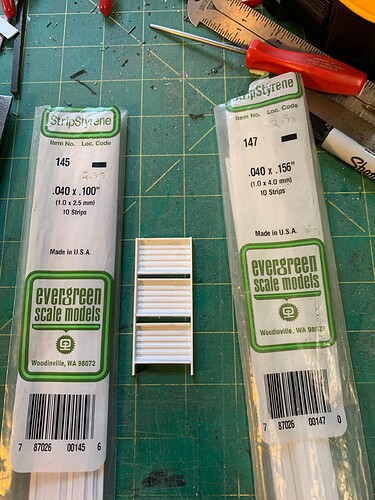 StripStyrene
Item No. Loc. Code
145
.040 x .100"
(1.0 x 2.5 mm)
10 Strips
Made in U.S.A.
evergreen
scale models
Woodinville, WA 98072
7 87026 00145 6
StripStyrene
Item No. Loc. Code
147
.040 x .156"
(1.0 x 4.0 mm)
10 Strips
Made in U.S.A.
evergreen
scale models
Woodinville, WA 98072
7 87026 00147 0